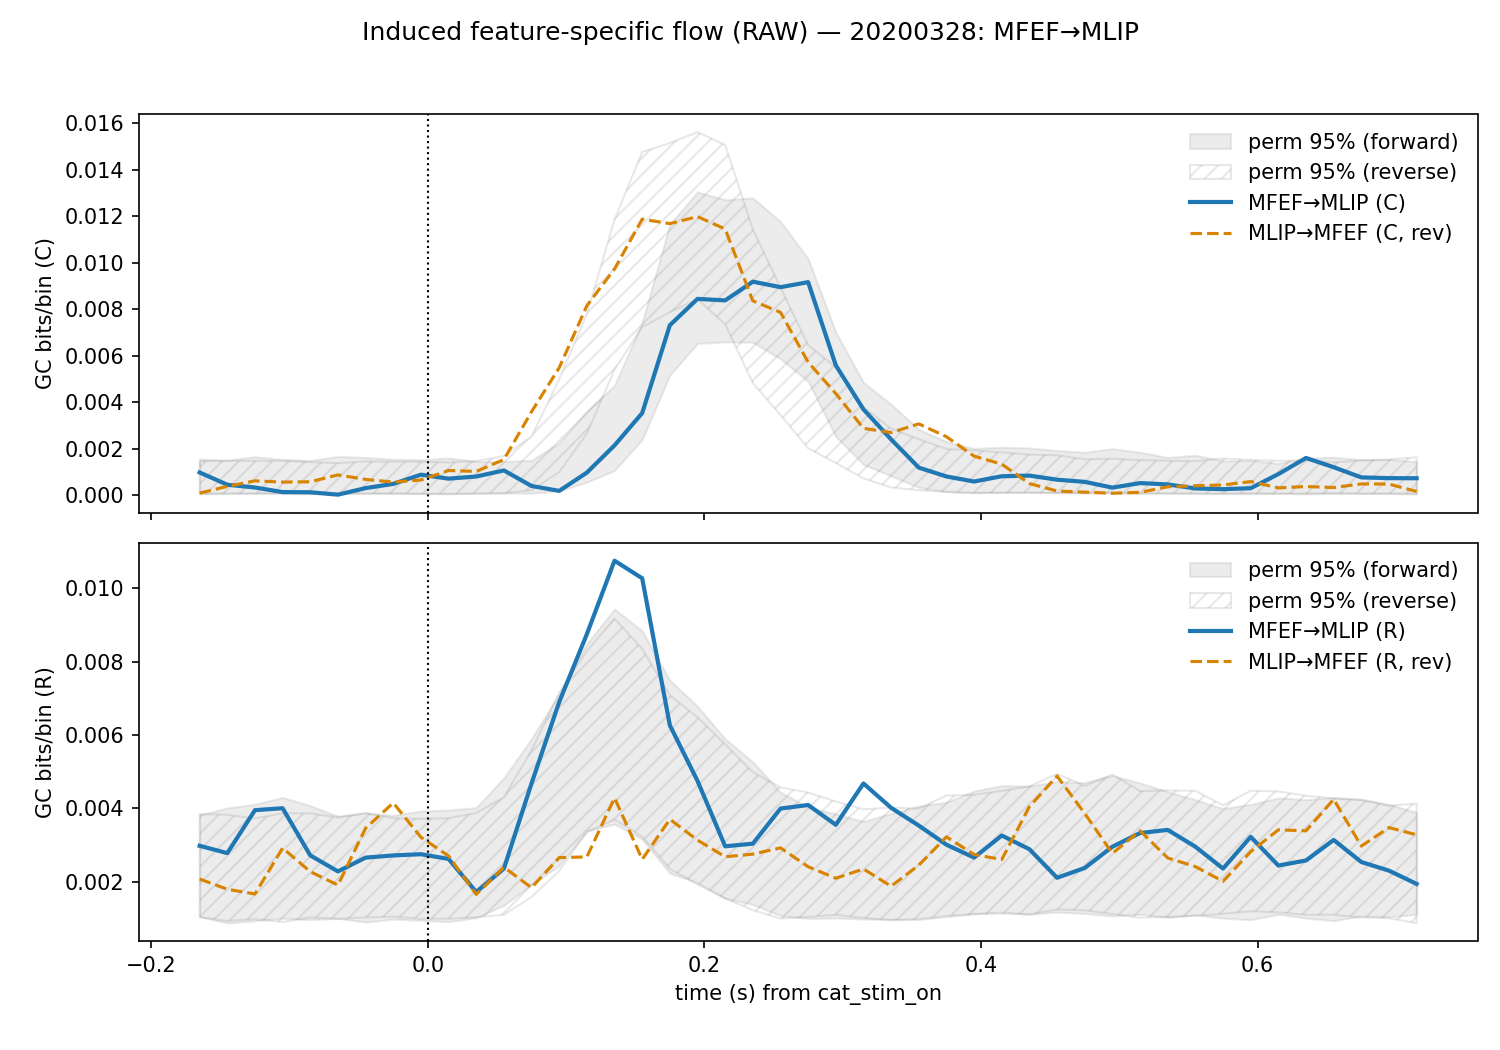 Induced feature-specific flow (RAW) — 20200328: MFEF→MLIP
GC bits/bin (C)
0.016
0.014
0.012
0.010
0.008
0.006
0.004
0.002
0.000
perm 95% (forward)
perm 95% (reverse)
MFEF→MLIP (C)
MLIP→MFEF (C, rev)
GC bits/bin (R)
0.010
0.008
0.006
0.004
0.002
perm 95% (forward)
perm 95% (reverse)
MFEF→MLIP (R)
MLIP→MFEF (R, rev)
−0.2
0.0
0.2
0.4
0.6
time (s) from cat_stim_on